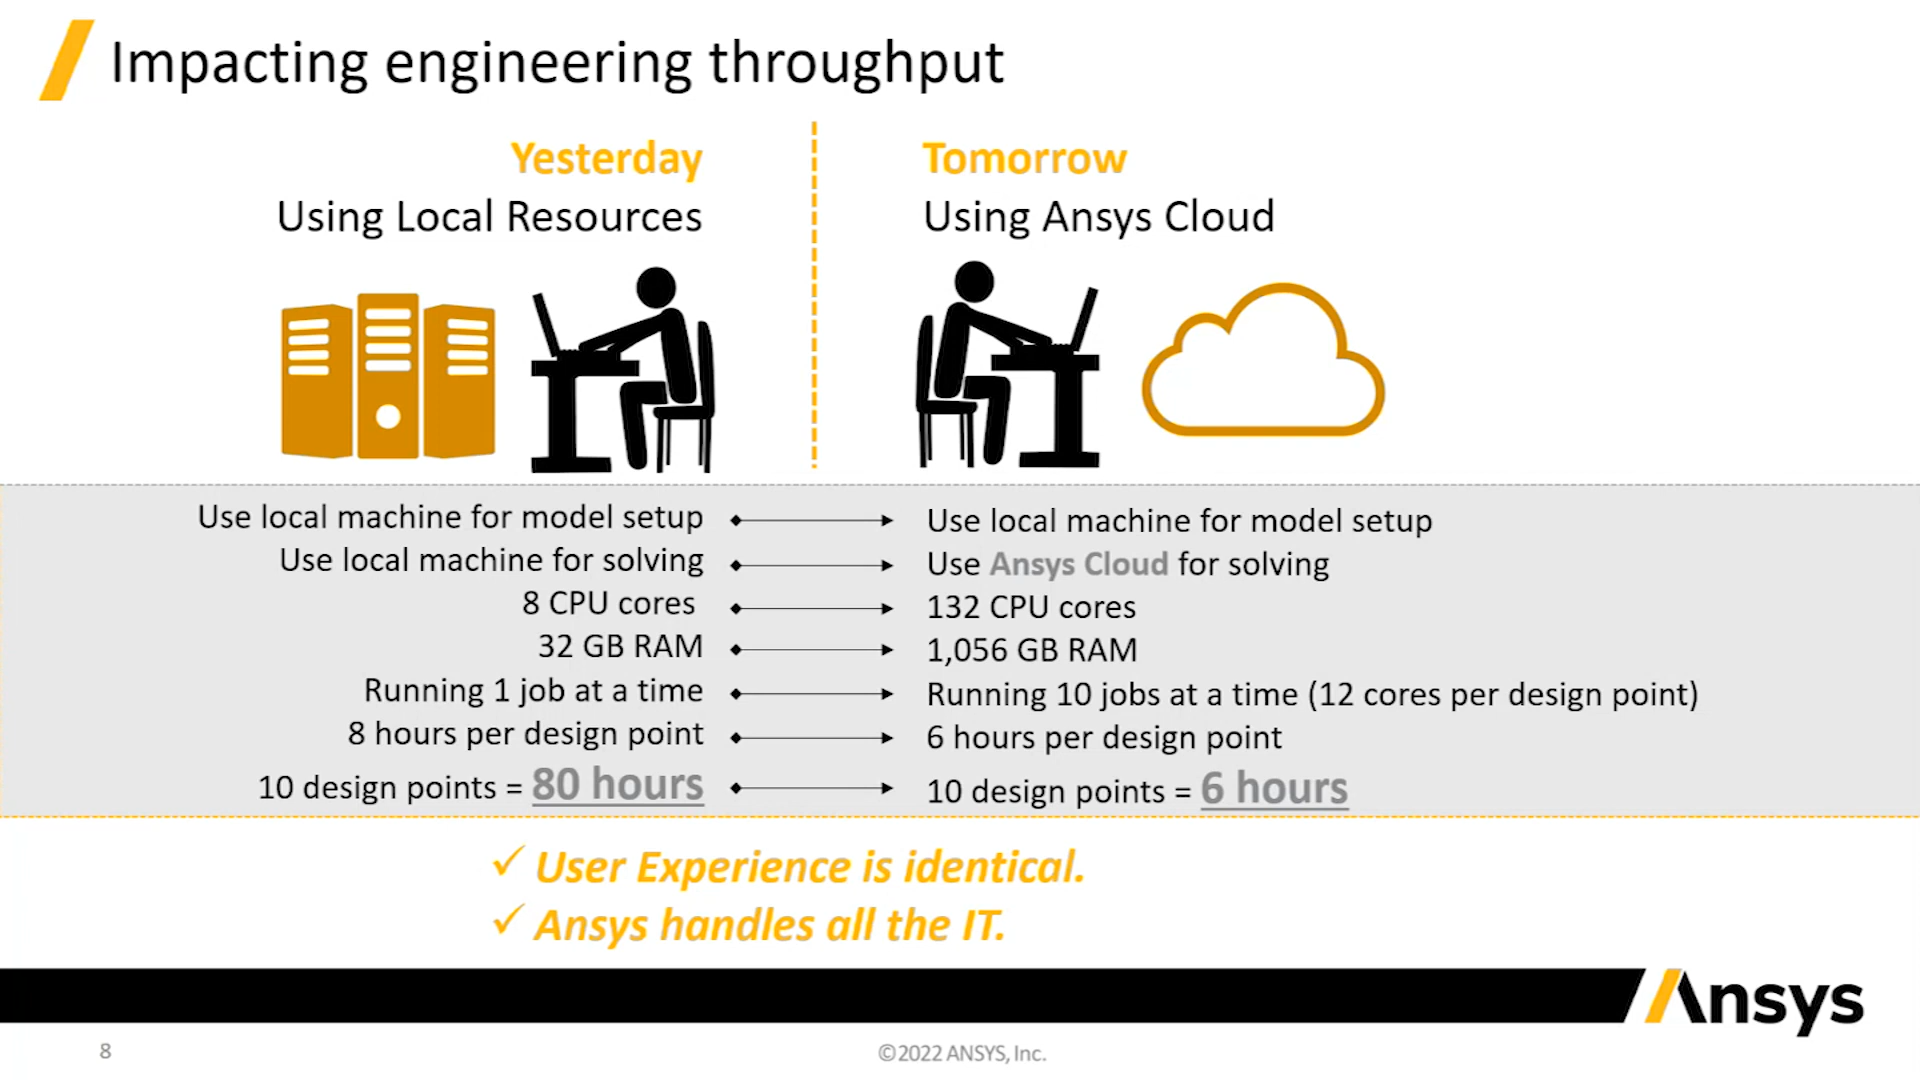 Impacting engineering throughput
Yesterday
Using Local Resources
Tomorrow
Using Ansys Cloud
Use local machine for model setup
Use local machine for solving
8 CPU cores
32 GB RAM
Running 1 job at a time
8 hours per design point
10 design points = 80 hours
Use local machine for model setup
Use Ansys Cloud for solving
132 CPU cores
1,056 GB RAM
Running 10 jobs at a time (12 cores per design point)
6 hours per design point
10 design points = 6 hours
✓ User Experience is identical.
✓ Ansys handles all the IT.
Ansys
8
©2022 ANSYS, Inc.